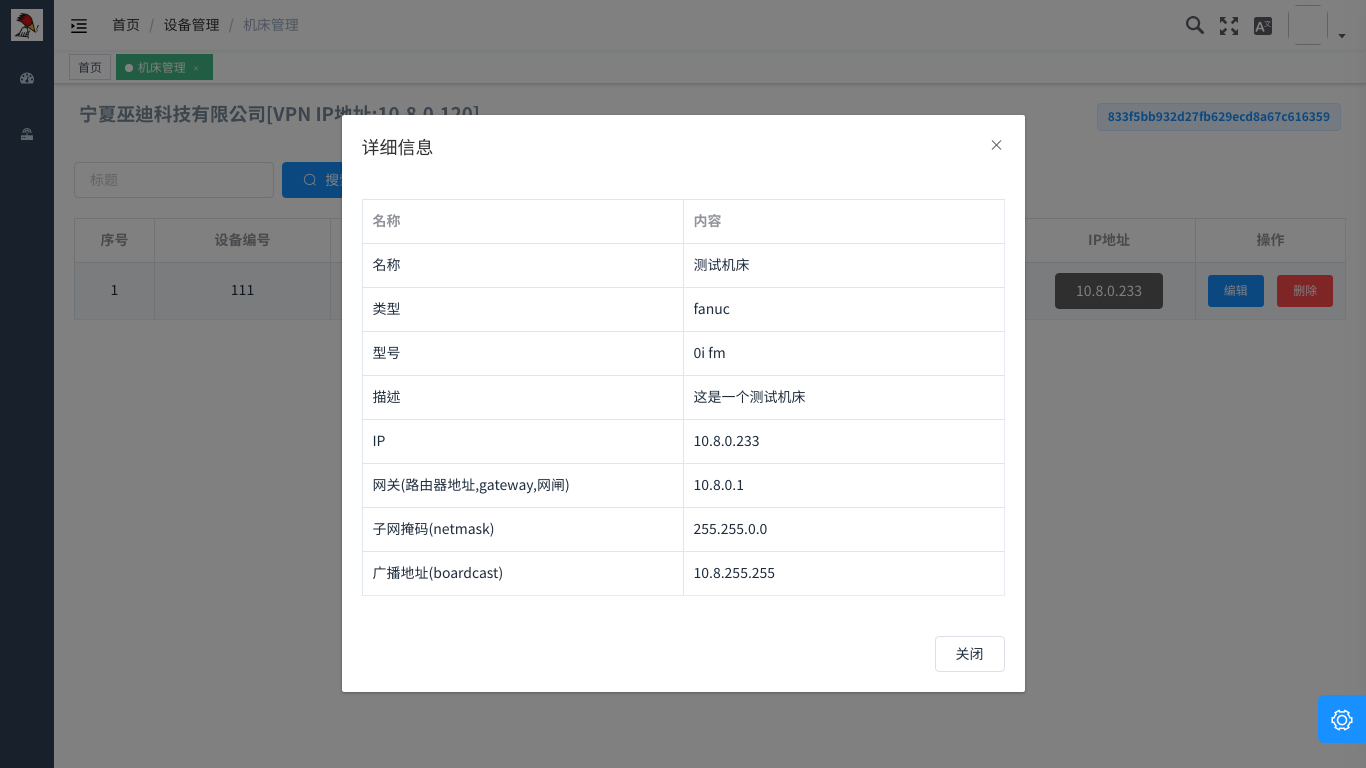 首页 / 设备管理 / 机床管理
首页
机床管理 ×
宁夏巫迪科技有限公司[VPN IP地址:10.8.0.120]
833f5bb932d27fb629ecd8a67c616359
标题
序号 设备编号 IP地址 操作
1 111 10.8.0.233 编辑 删除
详细信息
名称 内容
名称 测试机床
类型 fanuc
型号 0i fm
描述 这是一个测试机床
IP 10.8.0.233
网关(路由器地址,gateway,网闸) 10.8.0.1
子网掩码(netmask) 255.255.0.0
广播地址(boardcast) 10.8.255.255
关闭